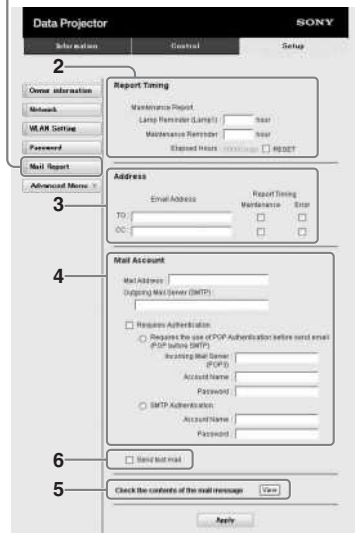 Data Projector
SONY
Information
Control
Setup
2
Report Timing
Owner information
Maintenance Report
Lamp Reminder (Lamp1) : hour
Network
Maintenance Reminder : hour
WLAN Setting
Elapsed Hours RESET
Password
Mail Report
Advanced Menu
Address
3
Email Address
Report Timing
Maintenance Error
TO :
CC :
Mail Account
4
Mail Address :
Outgoing Mail Server (SMTP) :
Requires Authentication
Requires the use of POP Authentication before send email
(POP before SMTP)
Incoming Mail Server
(POP3)
Account Name
Password
SMTP Authentication
Account Name
Password
6
Send test mail
5
Check the contents of the mail message View
Apply